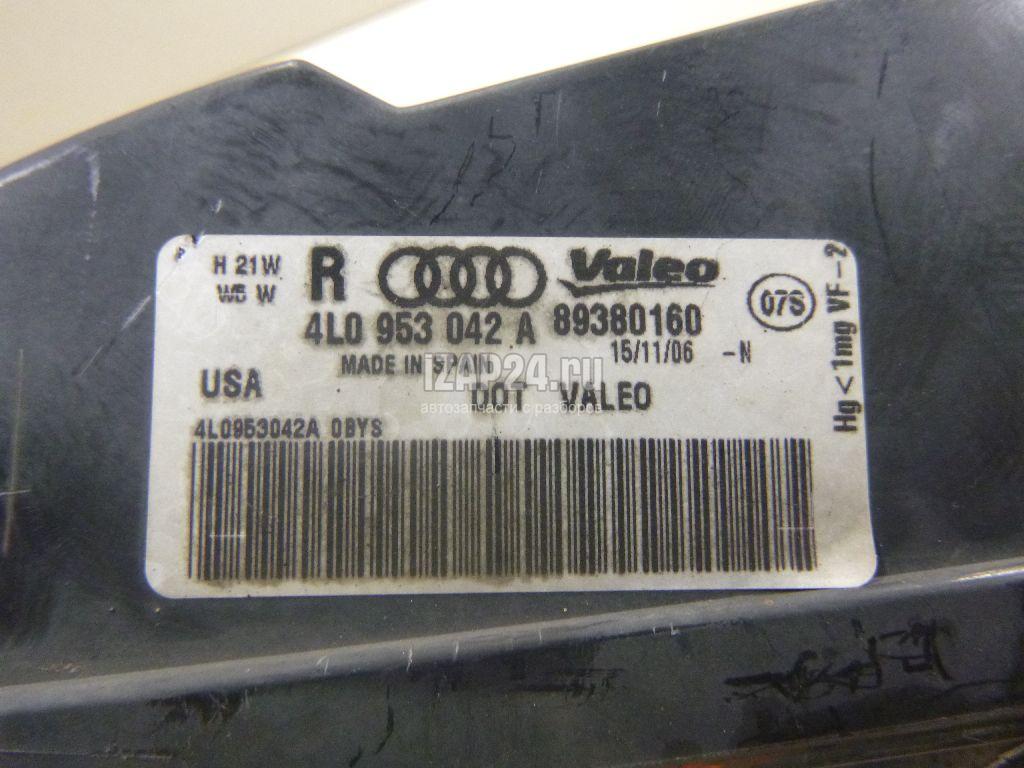 H 21W R Valeo
W5 W 07S
4L0 953 042 A 89380160
15/11/06 -N
MADE IN SPAIN
USA DOT VALEO
4L0953042A 0BYS
Hg<1mg VF-2
IZAP24.ru
автозапчасти с разборов